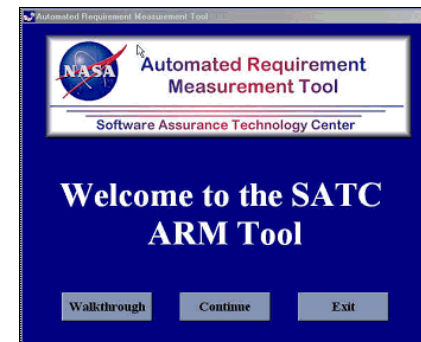 Automated Requirement Measurement Tool
NASA
Automated Requirement
Measurement Tool
Software Assurance Technology Center
Welcome to the SATC
ARM Tool
Walkthrough Continue Exit